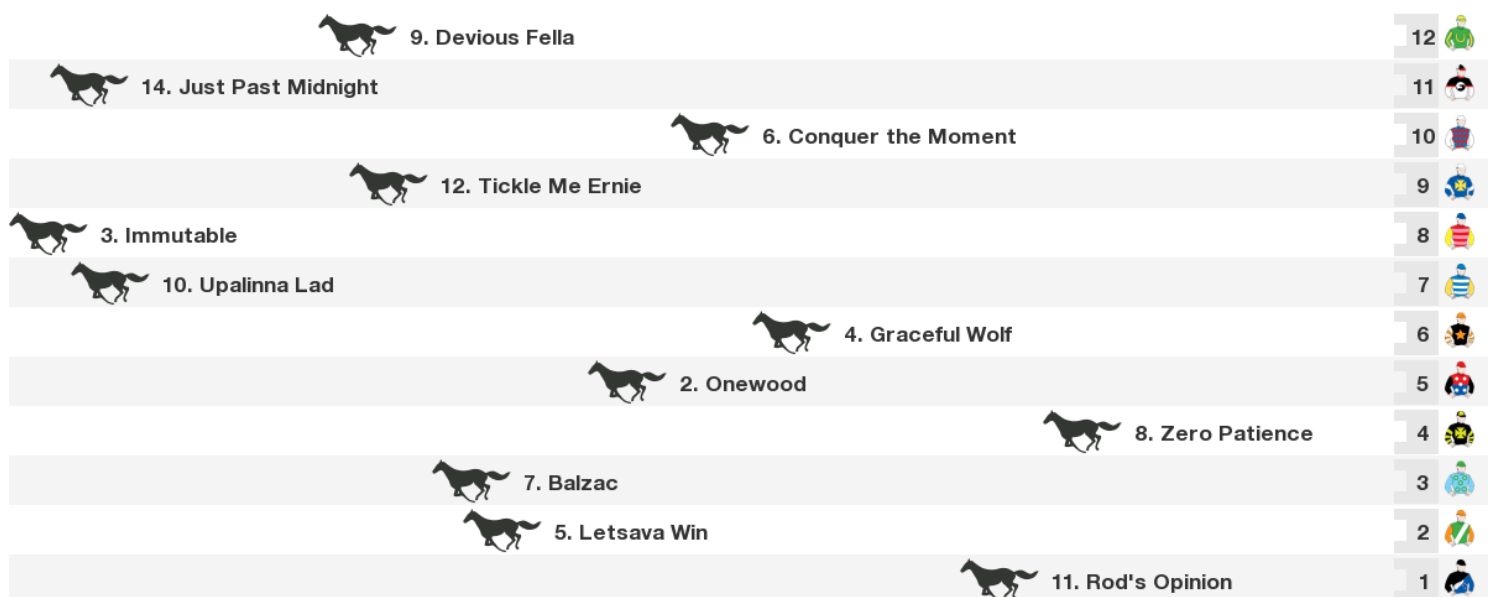 9. Devious Fella 12
14. Just Past Midnight 11
6. Conquer the Moment 10
12. Tickle Me Ernie 9
3. Immutable 8
10. Upalinna Lad 7
4. Graceful Wolf 6
2. Onewood 5
8. Zero Patience 4
7. Balzac 3
5. Letsava Win 2
11. Rod's Opinion 1